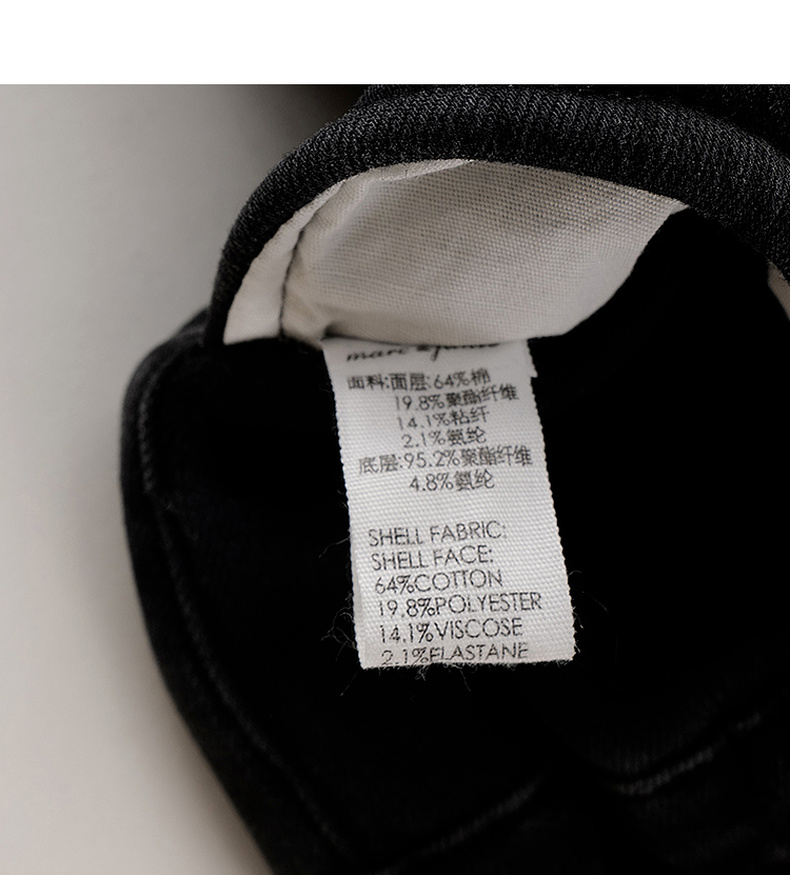 面料:面层:64%棉
19.8%聚酯纤维
14.1%粘纤
2.1%氨纶
底层:95.2%聚酯纤维
4.8%氨纶
SHELL FABRIC:
SHELL FACE:
64%COTTON
19.8%POLYESTER
14.1%VISCOSE
2.1%ELASTANE